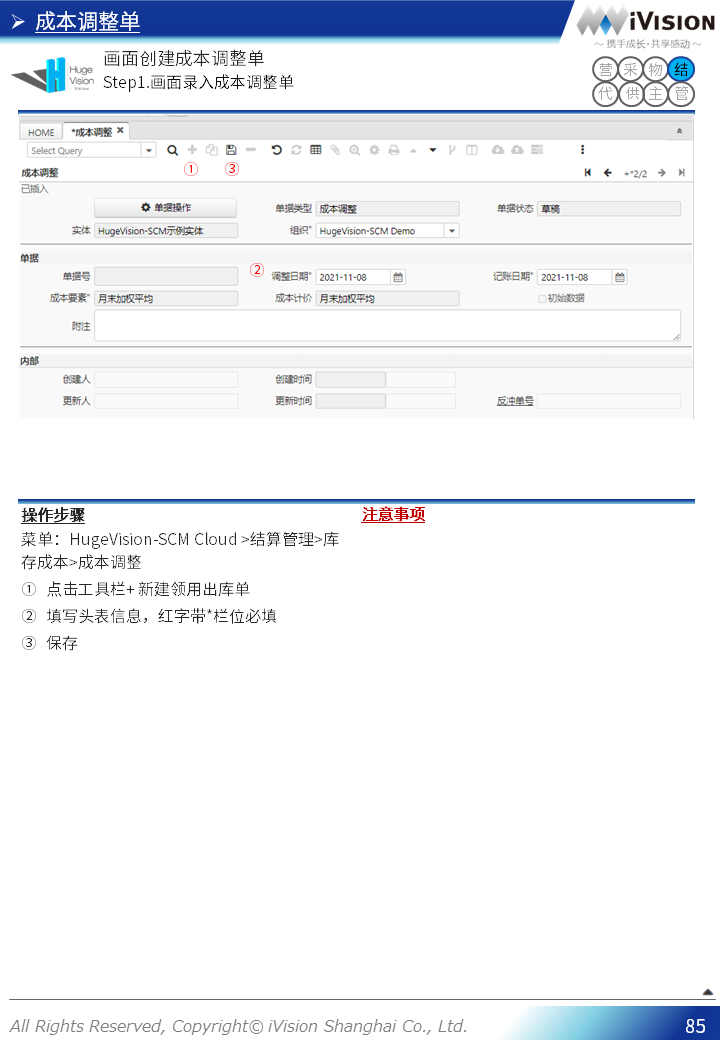 ➢ 成本调整单
iVISION
～ 携手成长·共享感动 ～
画面创建成本调整单
Step1.画面录入成本调整单
Huge
Vision
SCM Cloud
营 采 物 结
代 供 主 管
HOME *成本调整 ×
Select Query
① ③
成本调整 +*2/2
已插入
单据操作 单据类型 成本调整 单据状态 草稿
实体 HugeVision-SCM示例实体 组织* HugeVision-SCM Demo
单据
单据号 ② 调整日期* 2021-11-08 记账日期* 2021-11-08
成本要素* 月末加权平均 成本计价 月末加权平均 初始数据
附注
内部
创建人 创建时间
更新人 更新时间 反冲单号
操作步骤 注意事项
菜单：HugeVision-SCM Cloud >结算管理>库
存成本>成本调整
① 点击工具栏+ 新建领用出库单
② 填写头表信息，红字带*栏位必填
③ 保存
All Rights Reserved, Copyright© iVision Shanghai Co., Ltd. 85